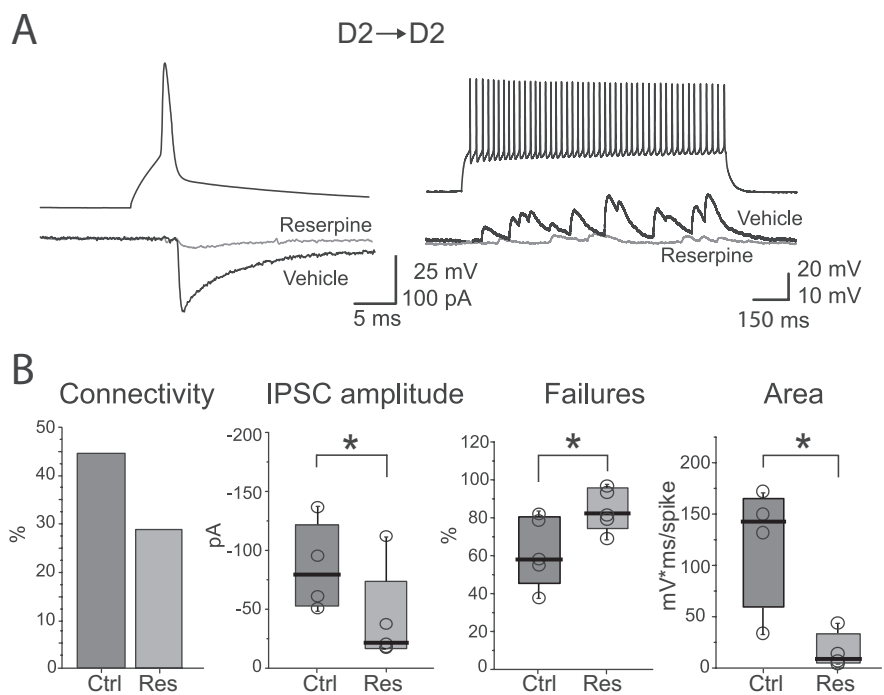 A
D2→D2
Reserpine
Vehicle
25 mV
100 pA
5 ms
Vehicle
Reserpine
20 mV
10 mV
150 ms
B
Connectivity
IPSC amplitude
Failures
Area
50
40
30
20
10
0
%
Ctrl Res
-200
-150
-100
-50
0
pA
*
Ctrl Res
120
100
80
60
40
20
0
%
*
Ctrl Res
200
150
100
50
0
mV*ms/spike
*
Ctrl Res